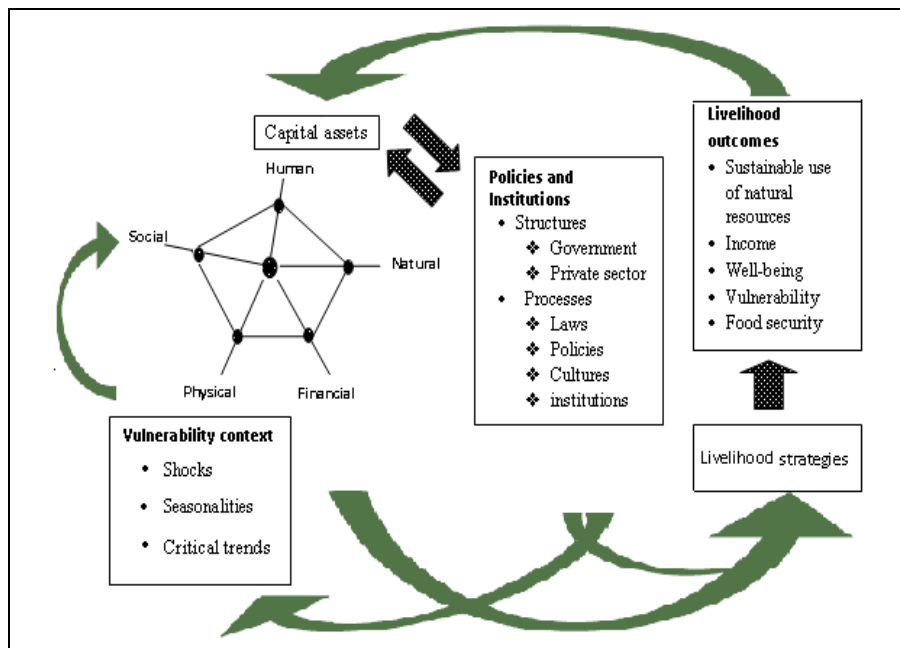 Capital assets
Human
Social
Natural
Physical
Financial
Vulnerability context
• Shocks
• Seasonalities
• Critical trends
Policies and
Institutions
• Structures
❖ Government
❖ Private sector
• Processes
❖ Laws
❖ Policies
❖ Cultures
❖ institutions
Livelihood
outcomes
• Sustainable use
of natural
resources
• Income
• Well-being
• Vulnerability
• Food security
Livelihood strategies